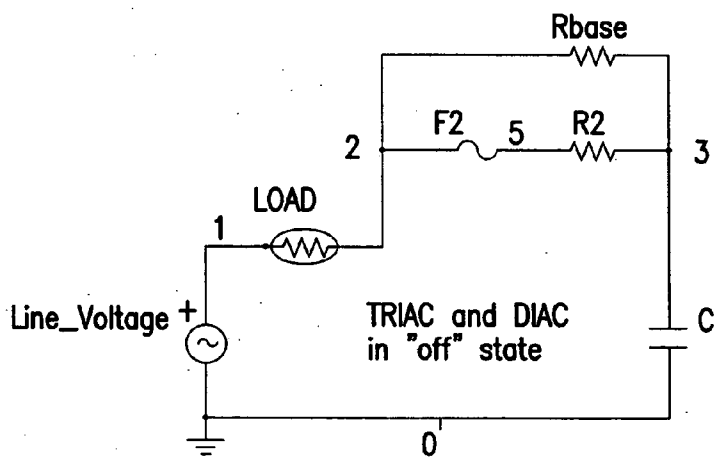 Rbase
F2
5
R2
2
3
LOAD
1
Line_Voltage
+
TRIAC and DIAC
in "off" state
C
0